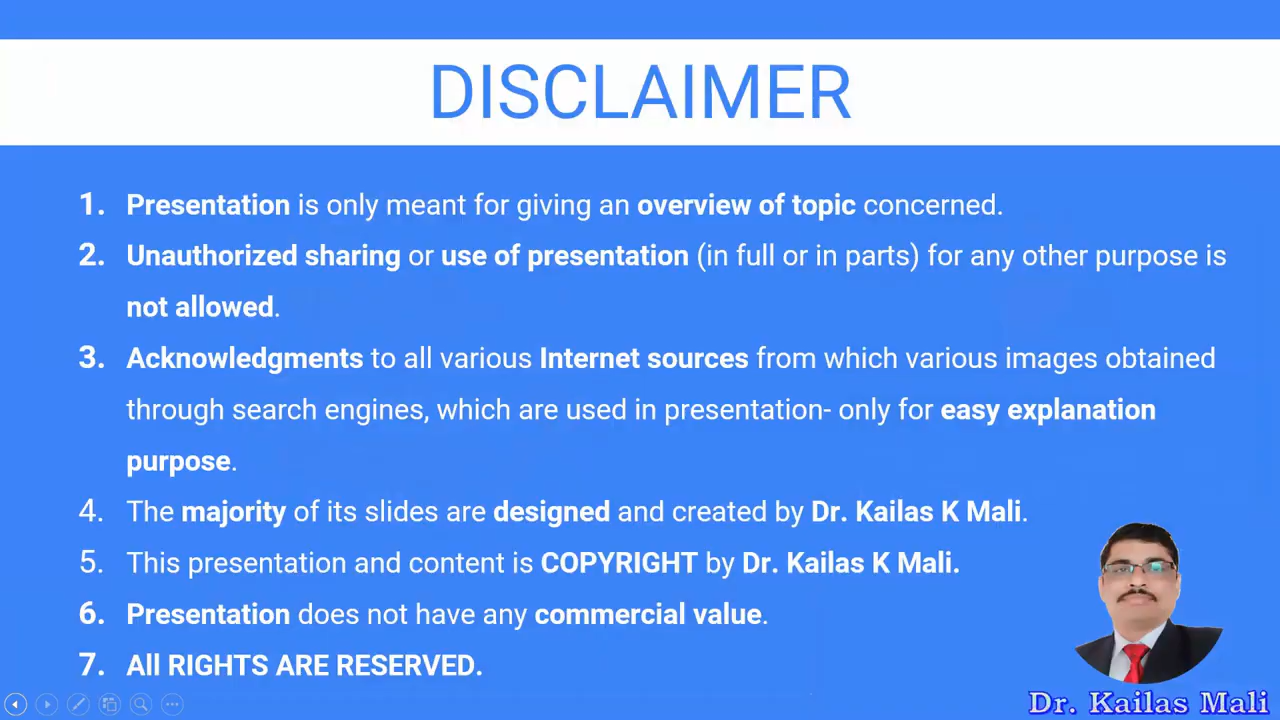 DISCLAIMER
1. Presentation is only meant for giving an overview of topic concerned.
2. Unauthorized sharing or use of presentation (in full or in parts) for any other purpose is
not allowed.
3. Acknowledgments to all various Internet sources from which various images obtained
through search engines, which are used in presentation- only for easy explanation
purpose.
4. The majority of its slides are designed and created by Dr. Kailas K Mali.
5. This presentation and content is COPYRIGHT by Dr. Kailas K Mali.
6. Presentation does not have any commercial value.
7. All RIGHTS ARE RESERVED.
Dr. Kailas Mali